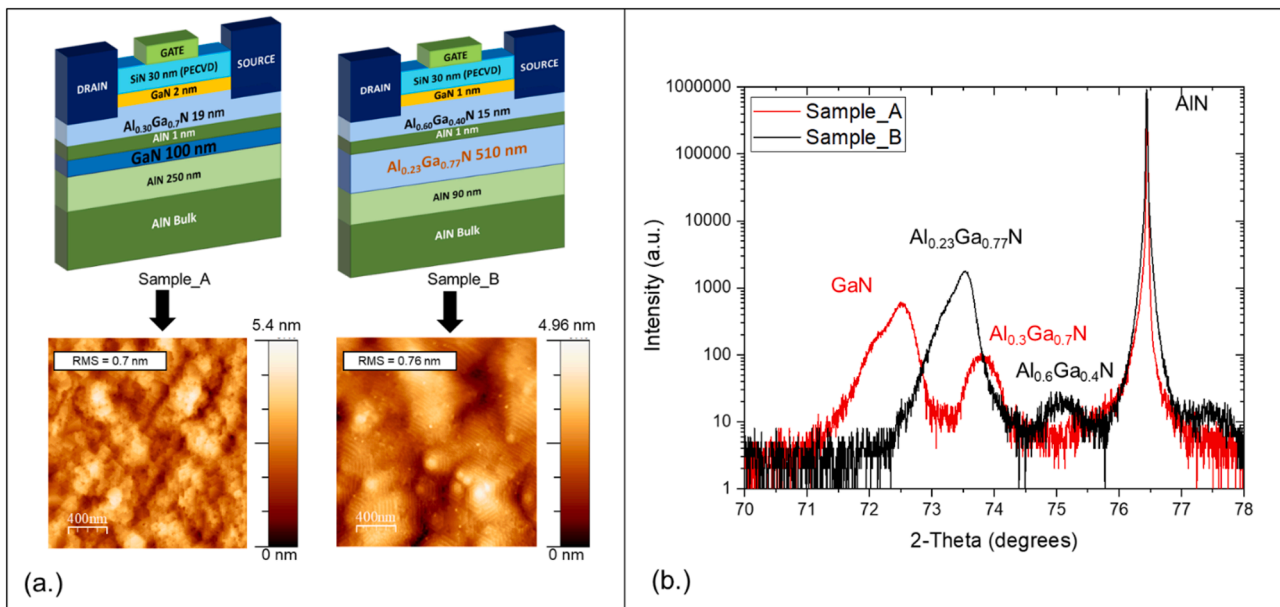 GATE
DRAIN
SiN 30 nm (PECVD)
SOURCE
GaN 2 nm
Al0.30Ga0.7N 19 nm
AlN 1 nm
GaN 100 nm
AlN 250 nm
AlN Bulk
Sample_A
GATE
DRAIN
SiN 30 nm (PECVD)
SOURCE
GaN 1 nm
Al0.60Ga0.40N 15 nm
AlN 1 nm
Al0.23Ga0.77N 510 nm
AlN 90 nm
AlN Bulk
Sample_B
5.4 nm
RMS = 0.7 nm
400nm
0 nm
4.96 nm
RMS = 0.76 nm
400nm
0 nm
(a.)
Sample_A
Sample_B
AlN
Al0.23Ga0.77N
GaN
Al0.3Ga0.7N
Al0.6Ga0.4N
Intensity (a.u.)
1000000
100000
10000
1000
100
10
1
70 71 72 73 74 75 76 77 78
2-Theta (degrees)
(b.)